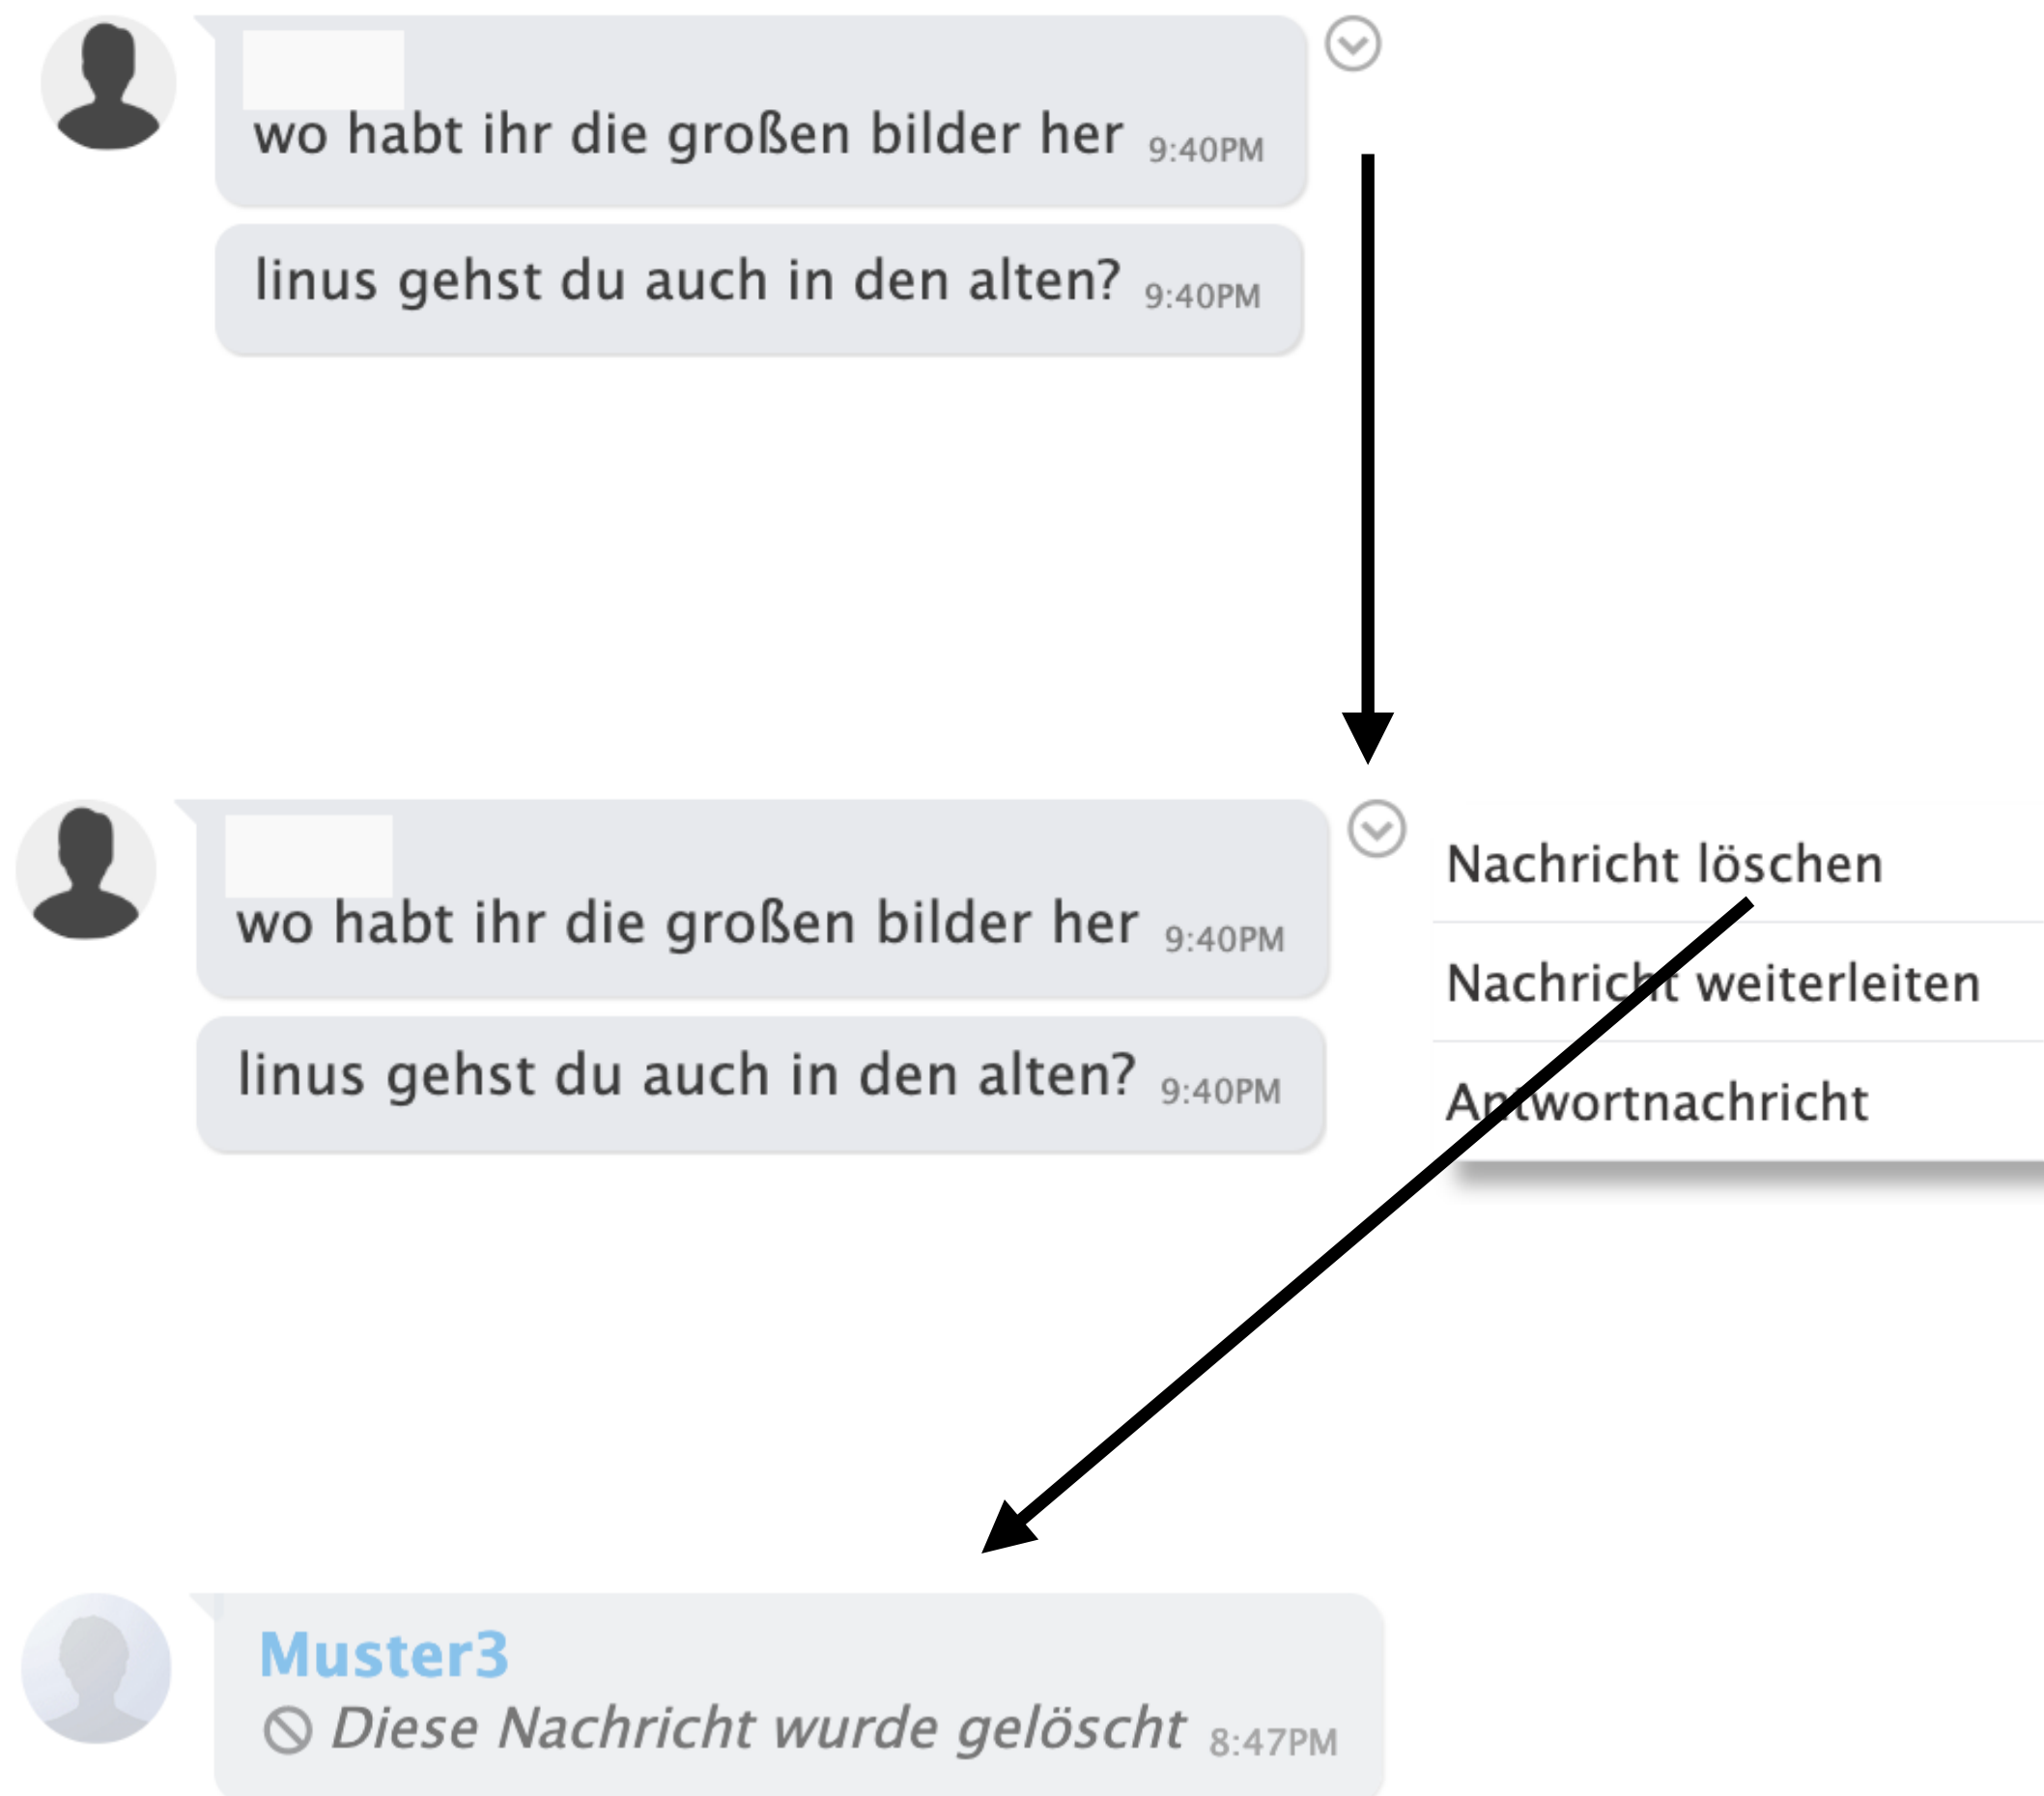 wo habt ihr die großen bilder her 9:40PM
linus gehst du auch in den alten? 9:40PM
Nachricht löschen
wo habt ihr die großen bilder her 9:40PM
Nachricht weiterleiten
linus gehst du auch in den alten? 9:40PM
Antwortnachricht
Muster3
Diese Nachricht wurde gelöscht 8:47PM